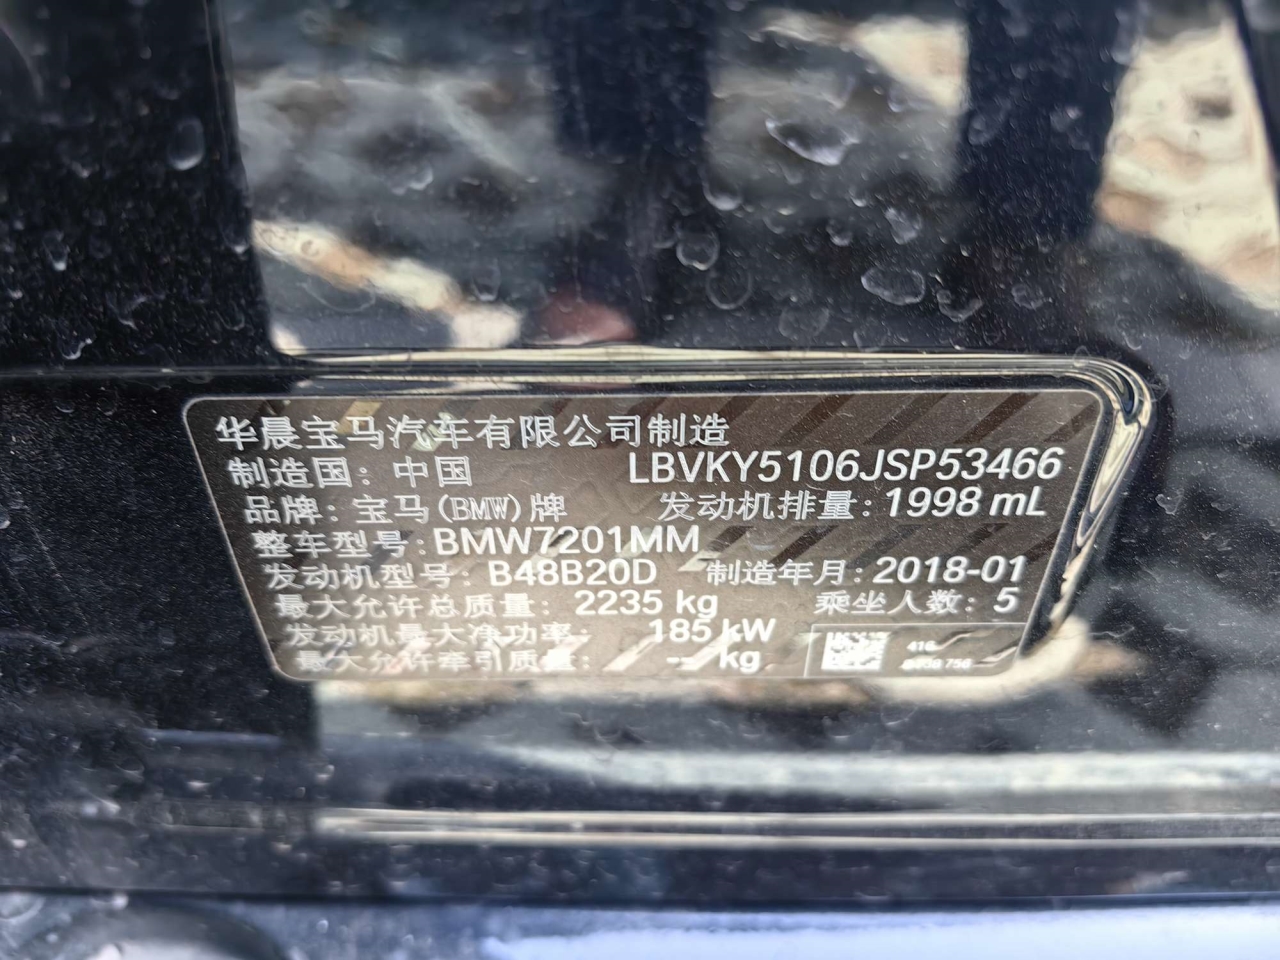 华晨宝马汽车有限公司制造
制造国：中国 LBVKY5106JSP53466
品牌：宝马(BMW)牌 发动机排量：1998 mL
整车型号：BMW7201MM
发动机型号：B48B20D 制造年月：2018-01
最大允许总质量：2235 kg 乘坐人数：5
发动机最大净功率：185 kW
最大允许牵引质量：-- kg